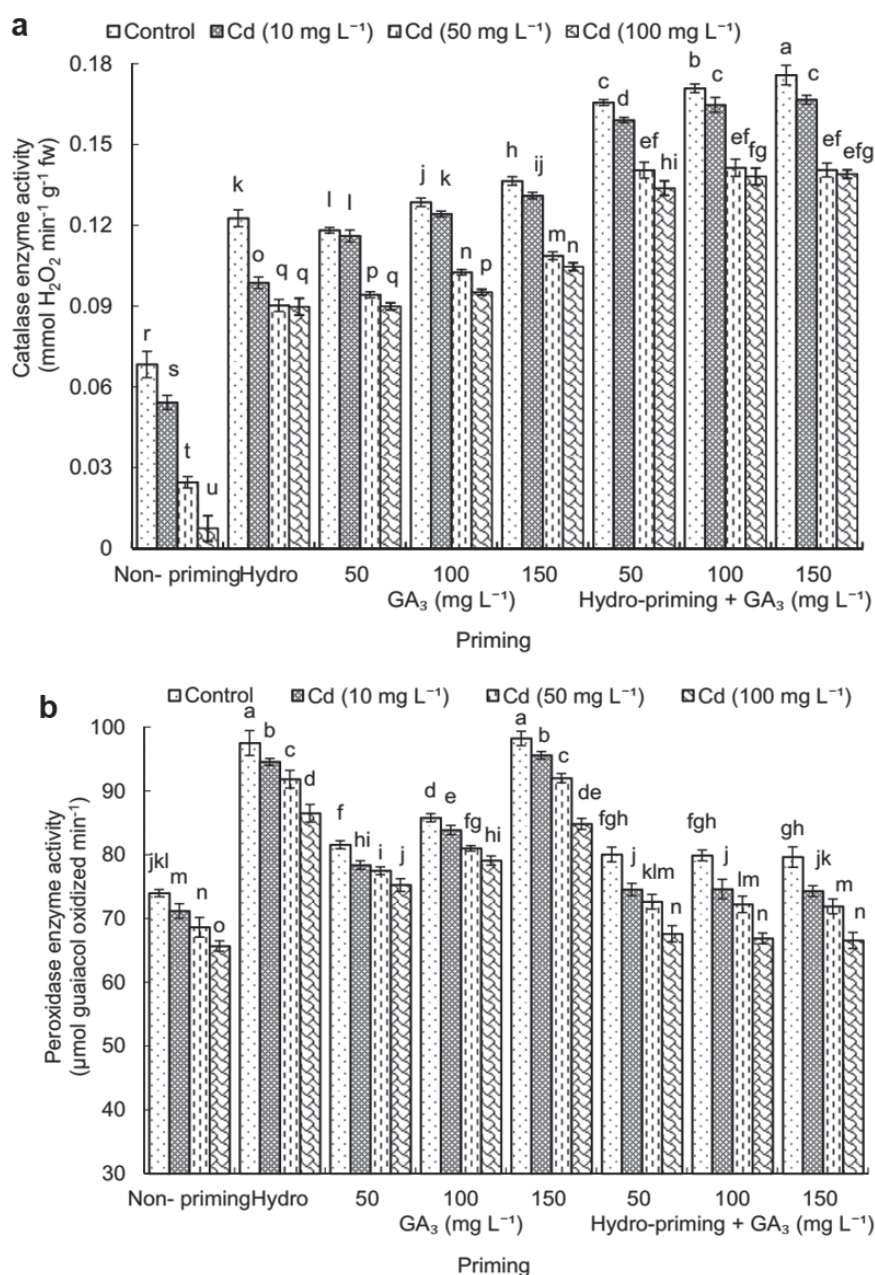 a
Control Cd (10 mg L⁻¹) Cd (50 mg L⁻¹) Cd (100 mg L⁻¹)
Catalase enzyme activity
(mmol H₂O₂ min⁻¹ g⁻¹ fw)
0.18
0.15
0.12
0.09
0.06
0.03
0
r s t u
k o q q
l l p q
j k n p
h ij m n
c d ef hi
b c ef fg
a c ef efg
Non- priming Hydro 50 100 150 50 100 150
GA₃ (mg L⁻¹) Hydro-priming + GA₃ (mg L⁻¹)
Priming
b
Control Cd (10 mg L⁻¹) Cd (50 mg L⁻¹) Cd (100 mg L⁻¹)
Peroxidase enzyme activity
(μmol guaiacol oxidized min⁻¹)
100
90
80
70
60
50
40
30
jkl m n o
a b c d
f hi i j
d e fg hi
a b c de
fgh j klm n
fgh j lm n
gh jk m n
Non- priming Hydro 50 100 150 50 100 150
GA₃ (mg L⁻¹) Hydro-priming + GA₃ (mg L⁻¹)
Priming